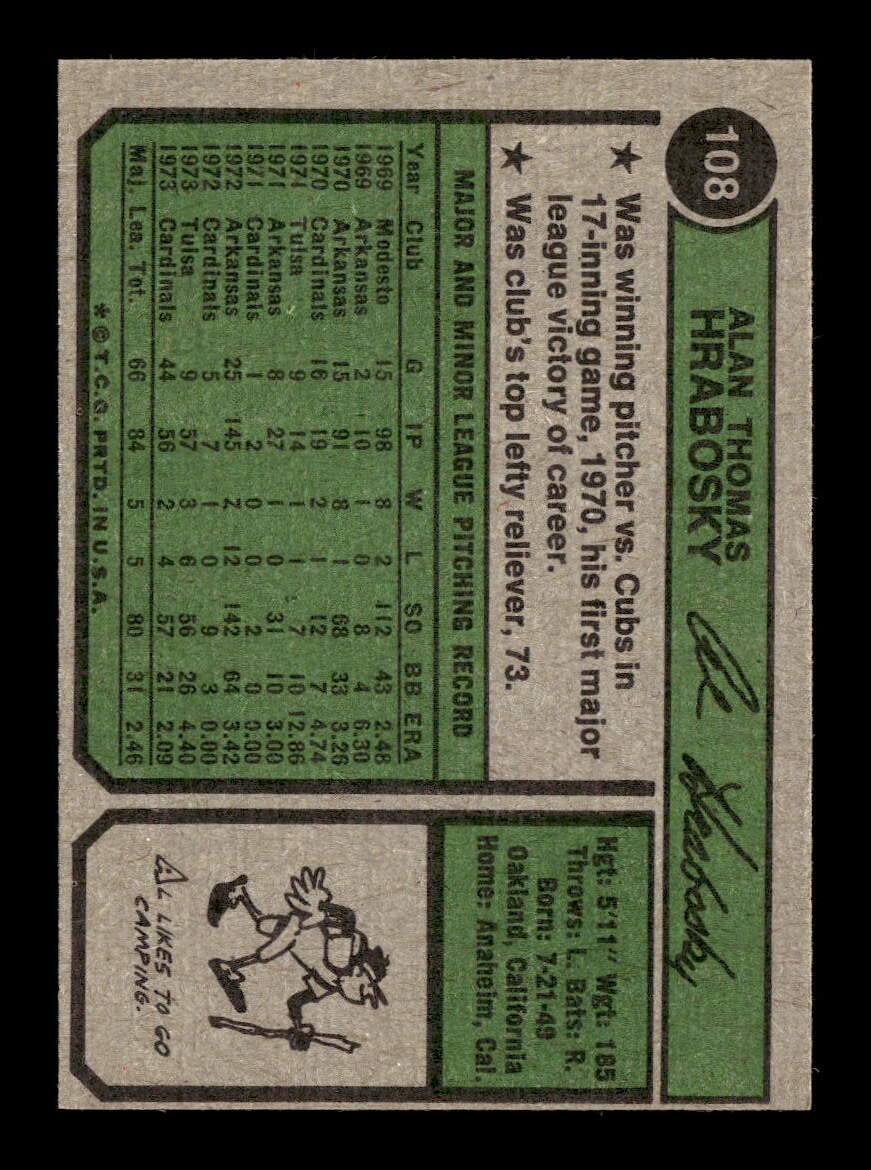 108
ALAN THOMAS
HRABOSKY
Al Hrabosky
★ Was winning pitcher vs. Cubs in
17-inning game, 1970, his first major
league victory of career.
★ Was club's top lefty reliever, 73.
Hgt: 5'11" Wgt: 185
Throws: L. Bats: R.
Born: 7-21-49
Oakland, California
Home: Anaheim, Cal.
MAJOR AND MINOR LEAGUE PITCHING RECORD
Year Club G IP W L SO BB ERA
1969 Modesto 15 98 8 2 112 43 2.48
1969 Arkansas 2 10 1 0 8 4 6.30
1970 Arkansas 15 91 8 1 68 33 3.26
1970 Cardinals 16 19 2 1 12 7 4.74
1971 Tulsa 9 14 1 1 7 10 12.86
1971 Arkansas 8 27 1 0 31 10 3.00
1971 Cardinals 1 2 0 0 2 0 0.00
1972 Arkansas 25 145 7 12 142 64 3.42
1972 Cardinals 5 7 1 0 9 3 0.00
1973 Tulsa 9 57 3 6 56 26 4.40
1973 Cardinals 44 56 2 4 57 21 2.09
Maj. Lea. Tot. 66 84 5 5 80 31 2.46
*© T.C.G. PRTD. IN U.S.A.
AL LIKES TO GO
CAMPING.